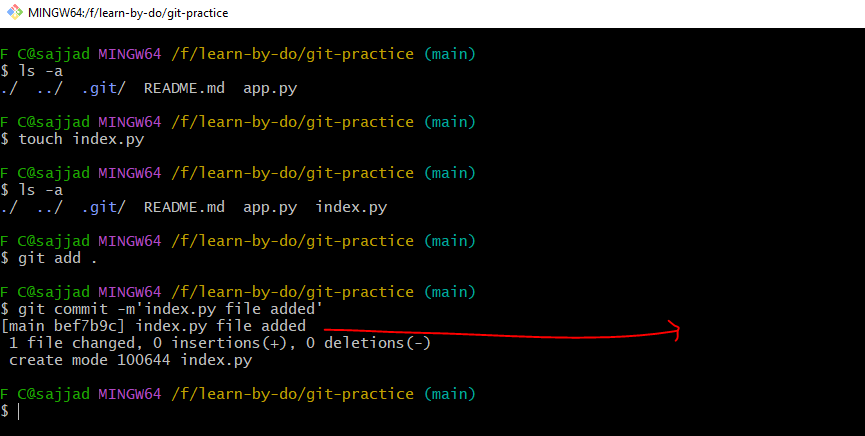 MINGW64:/f/learn-by-do/git-practice
F C@sajjad MINGW64 /f/learn-by-do/git-practice (main)
$ ls -a
./  ../  .git/  README.md  app.py
F C@sajjad MINGW64 /f/learn-by-do/git-practice (main)
$ touch index.py
F C@sajjad MINGW64 /f/learn-by-do/git-practice (main)
$ ls -a
./  ../  .git/  README.md  app.py  index.py
F C@sajjad MINGW64 /f/learn-by-do/git-practice (main)
$ git add .
F C@sajjad MINGW64 /f/learn-by-do/git-practice (main)
$ git commit -m'index.py file added'
[main bef7b9c] index.py file added
 1 file changed, 0 insertions(+), 0 deletions(-)
 create mode 100644 index.py
F C@sajjad MINGW64 /f/learn-by-do/git-practice (main)
$